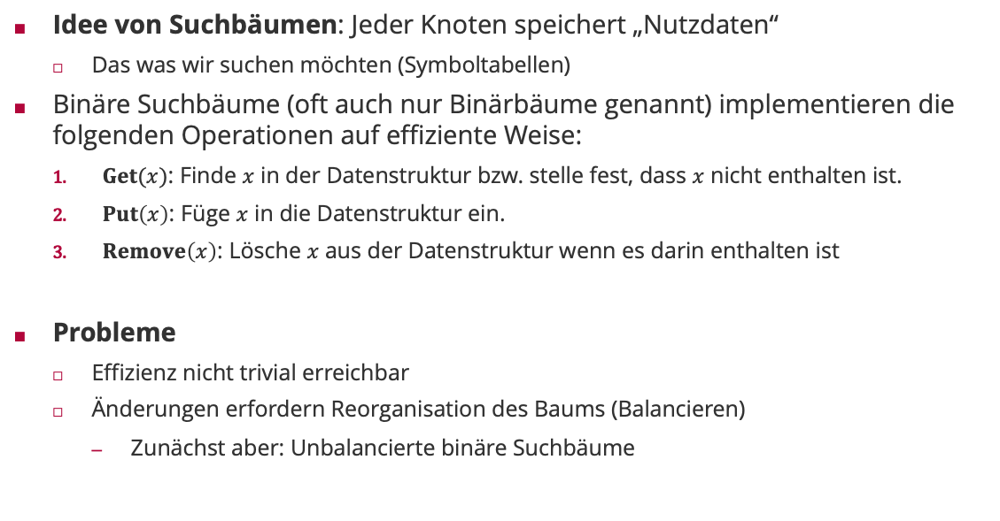 Idee von Suchbäumen: Jeder Knoten speichert „Nutzdaten“
Das was wir suchen möchten (Symboltabellen)
Binäre Suchbäume (oft auch nur Binärbäume genannt) implementieren die
folgenden Operationen auf effiziente Weise:
1. Get(x): Finde x in der Datenstruktur bzw. stelle fest, dass x nicht enthalten ist.
2. Put(x): Füge x in die Datenstruktur ein.
3. Remove(x): Lösche x aus der Datenstruktur wenn es darin enthalten ist
Probleme
Effizienz nicht trivial erreichbar
Änderungen erfordern Reorganisation des Baums (Balancieren)
– Zunächst aber: Unbalancierte binäre Suchbäume